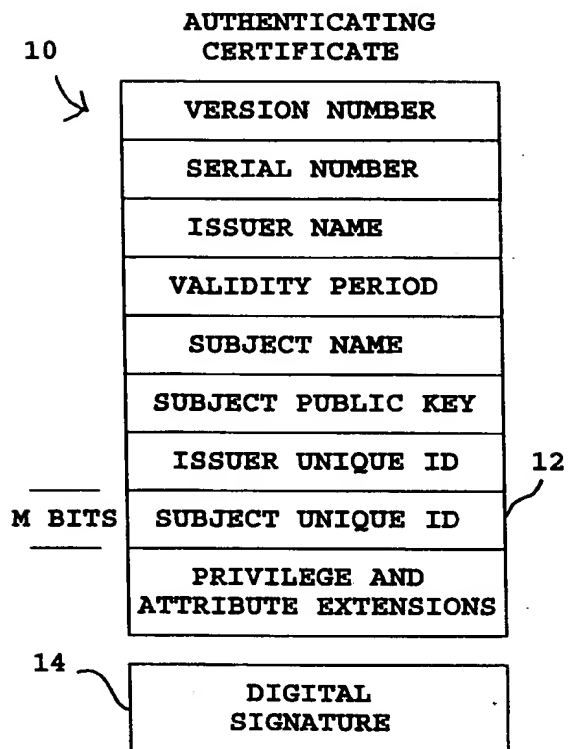 AUTHENTICATING
CERTIFICATE
10
VERSION NUMBER
SERIAL NUMBER
ISSUER NAME
VALIDITY PERIOD
SUBJECT NAME
SUBJECT PUBLIC KEY
ISSUER UNIQUE ID
12
M BITS
SUBJECT UNIQUE ID
PRIVILEGE AND
ATTRIBUTE EXTENSIONS
14
DIGITAL
SIGNATURE